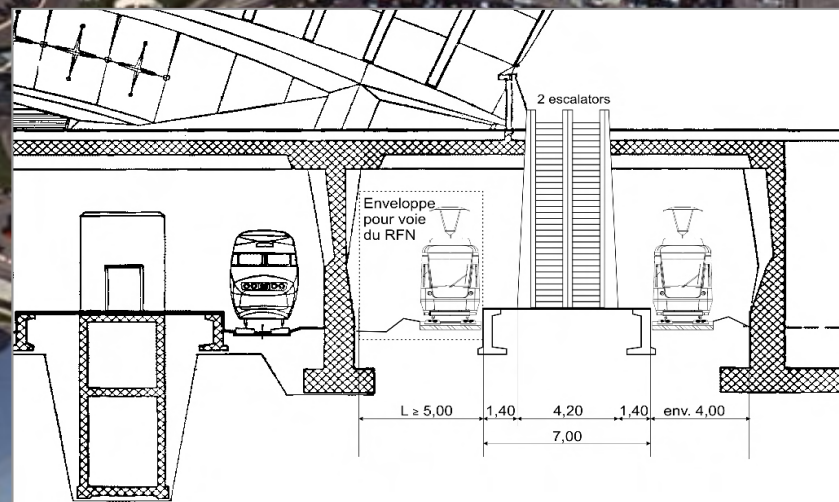 2 escalators
Enveloppe
pour voie
du RFN
L ≥ 5,00
1,40
4,20
1,40
env. 4,00
7,00